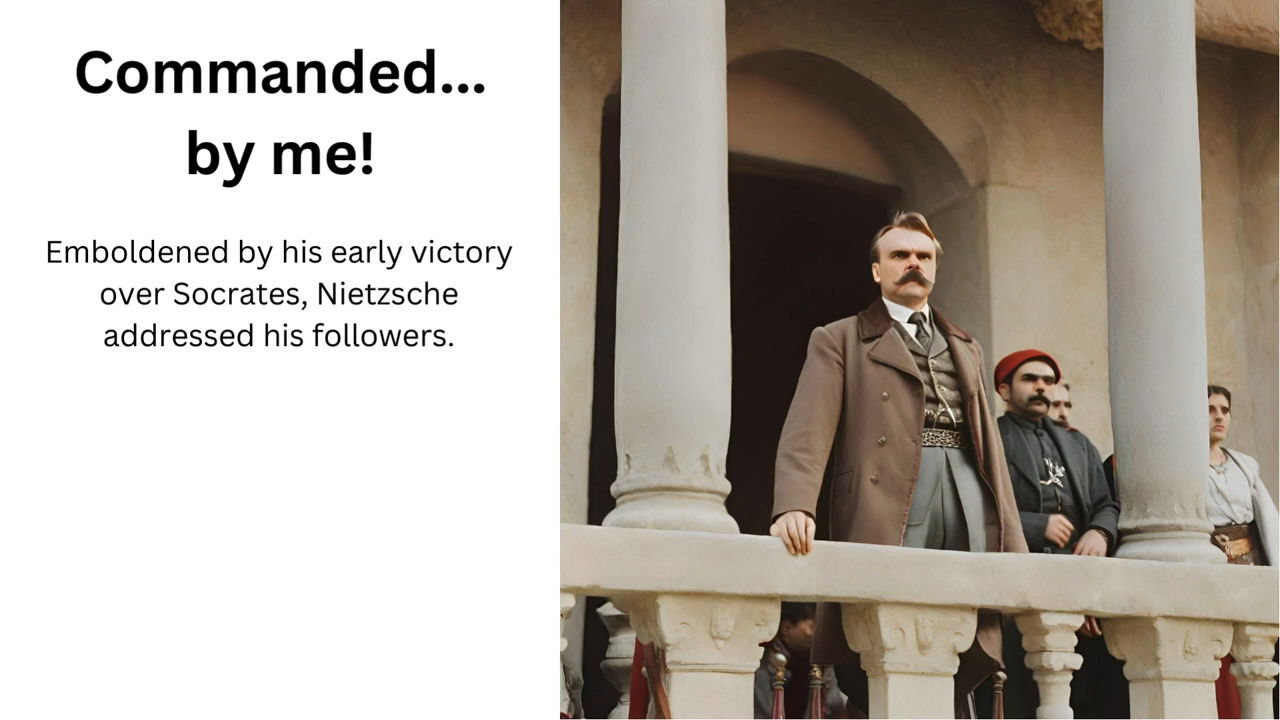 Commanded...
by me!
Emboldened by his early victory
over Socrates, Nietzsche
addressed his followers.